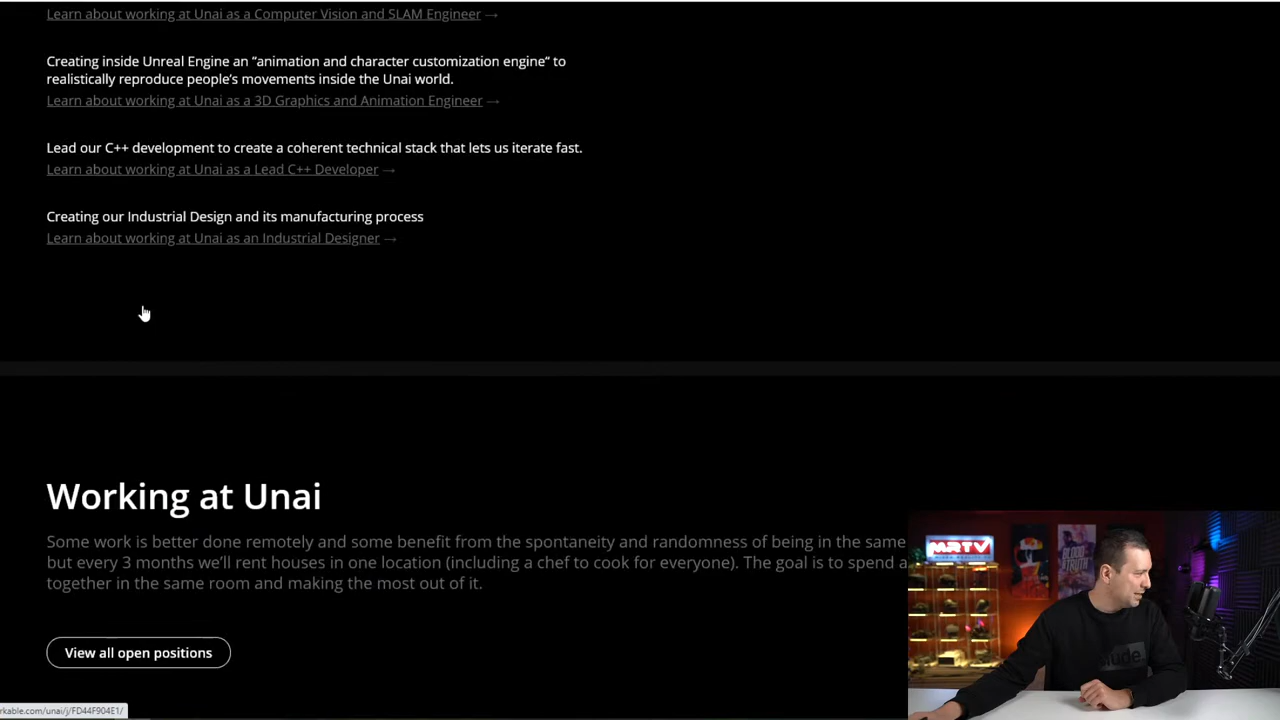 Learn about working at Unai as a Computer Vision and SLAM Engineer →
Creating inside Unreal Engine an “animation and character customization engine” to
realistically reproduce people’s movements inside the Unai world.
Learn about working at Unai as a 3D Graphics and Animation Engineer →
Lead our C++ development to create a coherent technical stack that lets us iterate fast.
Learn about working at Unai as a Lead C++ Developer →
Creating our Industrial Design and its manufacturing process
Learn about working at Unai as an Industrial Designer →
Working at Unai
Some work is better done remotely and some benefit from the spontaneity and randomness of being in the same
but every 3 months we’ll rent houses in one location (including a chef to cook for everyone). The goal is to spend a
together in the same room and making the most out of it.
View all open positions
MRTV
BLOOD
TRUTH
rkable.com/unai/j/FD44F904E1/